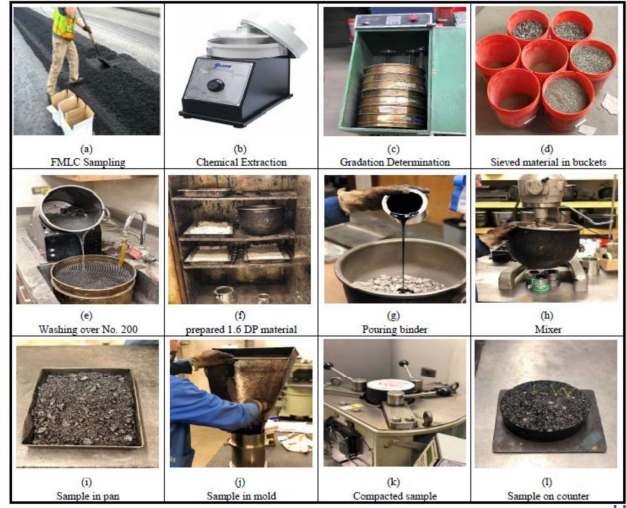 (a)
FMLC Sampling
(b)
Chemical Extraction
(c)
Gradation Determination
(d)
Sieved material in buckets
(e)
Washing over No. 200
(f)
prepared 1.6 DP material
(g)
Pouring binder
(h)
Mixer
(i)
Sample in pan
(j)
Sample in mold
(k)
Compacted sample
(l)
Sample on counter